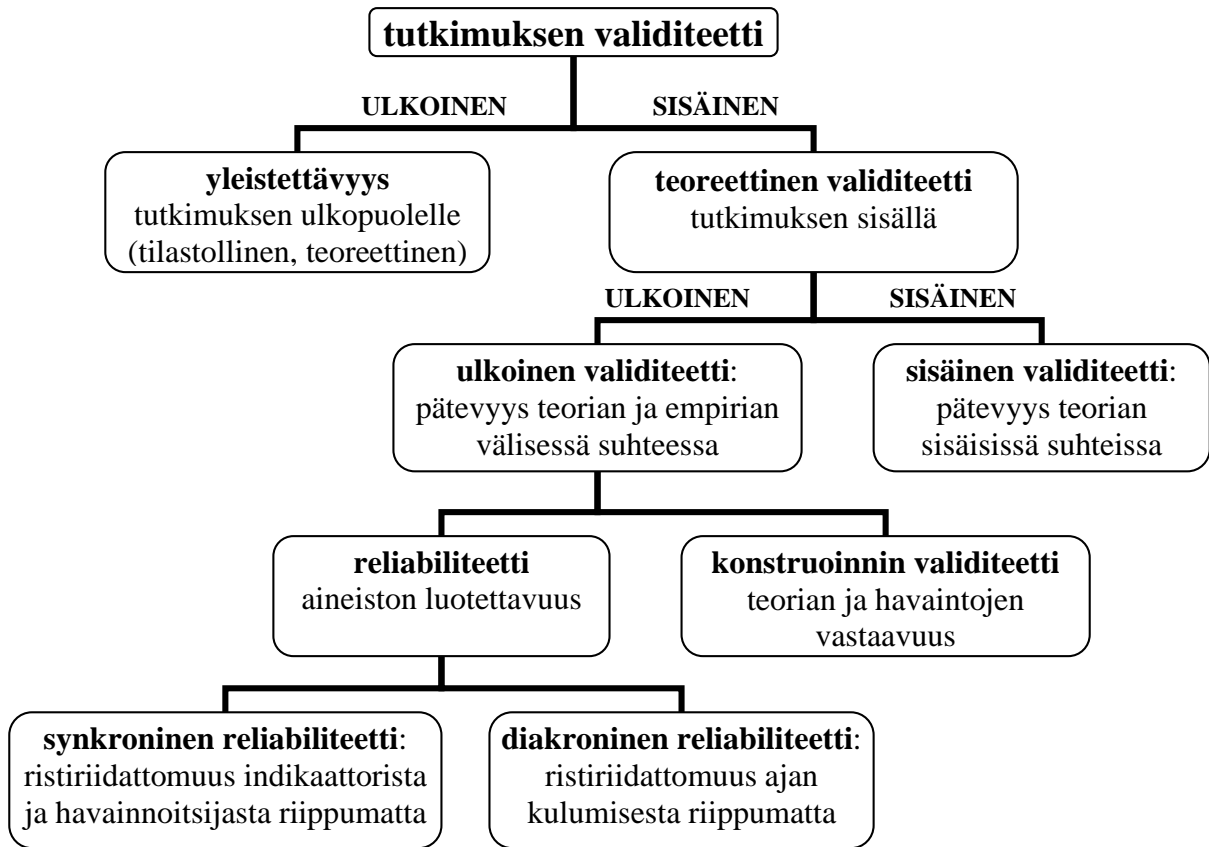 tutkimuksen validiteetti
ULKOINEN
SISÄINEN
yleistettävyys
tutkimuksen ulkopuolelle
(tilastollinen, teoreettinen)
teoreettinen validiteetti
tutkimuksen sisällä
ULKOINEN
SISÄINEN
ulkoinen validiteetti:
pätevyys teorian ja empirian
välisessä suhteessa
sisäinen validiteetti:
pätevyys teorian
sisäisissä suhteissa
reliabiliteetti
aineiston luotettavuus
konstruoinnin validiteetti
teorian ja havaintojen
vastaavuus
synkroninen reliabiliteetti:
ristiriidattomuus indikaattorista
ja havainnoitsijasta riippumatta
diakroninen reliabiliteetti:
ristiriidattomuus ajan
kulumisesta riippumatta